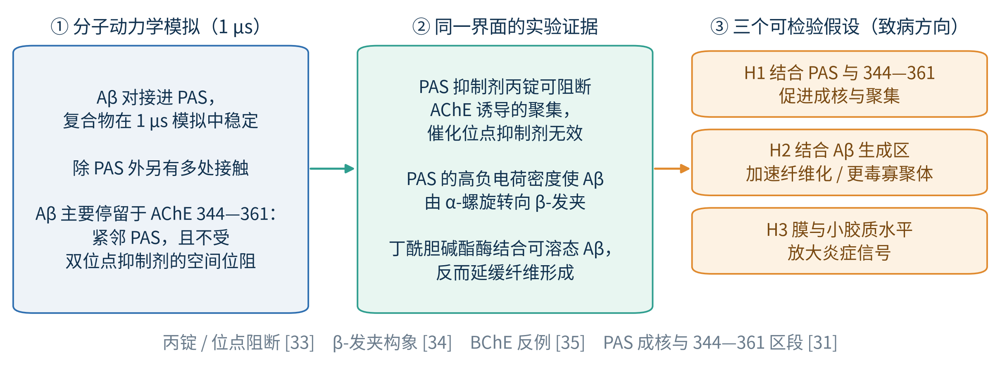 ① 分子动力学模拟（1 μs）
Aβ 对接进 PAS，
复合物在 1 μs 模拟中稳定
除 PAS 外另有多处接触
Aβ 主要停留于 AChE 344—361：
紧邻 PAS，且不受
双位点抑制剂的空间位阻
② 同一界面的实验证据
PAS 抑制剂丙锭可阻断
AChE 诱导的聚集，
催化位点抑制剂无效
PAS 的高负电荷密度使 Aβ
由 α-螺旋转向 β-发夹
丁酰胆碱酯酶结合可溶态 Aβ，
反而延缓纤维形成
③ 三个可检验假设（致病方向）
H1 结合 PAS 与 344—361
促进成核与聚集
H2 结合 Aβ 生成区
加速纤维化 / 更毒寡聚体
H3 膜与小胶质水平
放大炎症信号
丙锭 / 位点阻断 [33] β-发夹构象 [34] BChE 反例 [35] PAS 成核与 344—361 区段 [31]